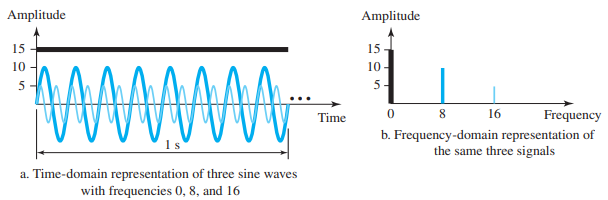 Amplitude
15
10
5
Time
1 s
a. Time-domain representation of three sine waves
with frequencies 0, 8, and 16
Amplitude
15
10
5
0 8 16 Frequency
b. Frequency-domain representation of
the same three signals